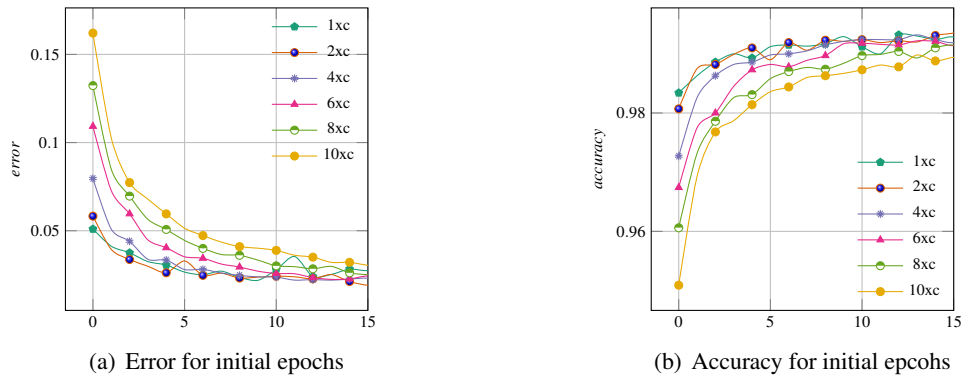 0.15
0.1
0.05
error
0
5
10
15
1xc
2xc
4xc
6xc
8xc
10xc
(a) Error for initial epochs
0.98
0.96
accuracy
0
5
10
15
1xc
2xc
4xc
6xc
8xc
10xc
(b) Accuracy for initial epcohs